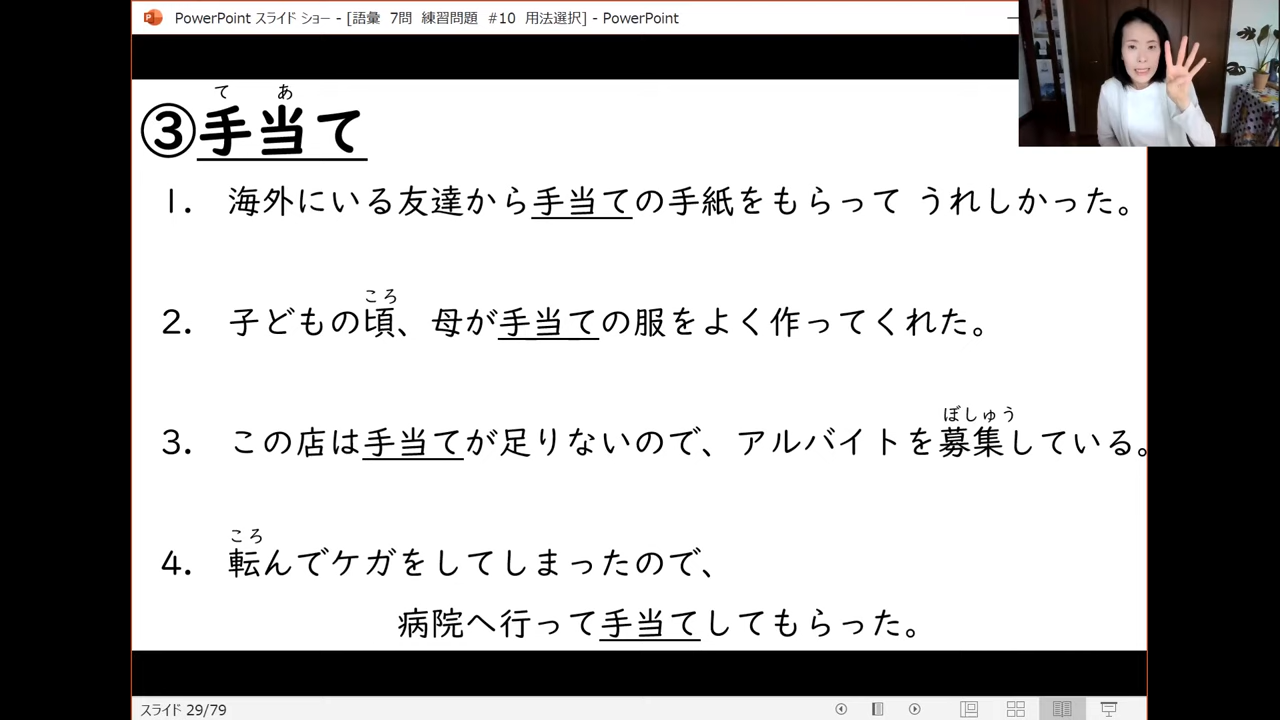 PowerPoint スライド ショー - [語彙 7問 練習問題 #10 用法選択] - PowerPoint
て あ
③手当て
1. 海外にいる友達から手当ての手紙をもらって うれしかった。
ころ
2. 子どもの頃、母が手当ての服をよく作ってくれた。
ぼしゅう
3. この店は手当てが足りないので、アルバイトを募集している。
ころ
4. 転んでケガをしてしまったので、
病院へ行って手当てしてもらった。
スライド 29/79